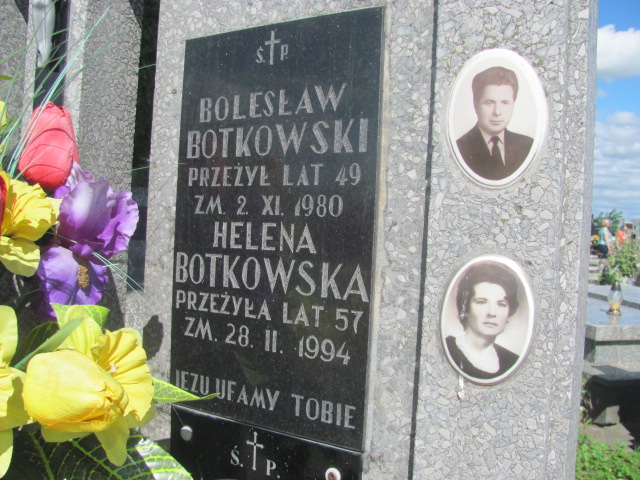 Ś. P.
BOLESŁAW
BOTKOWSKI
PRZEŻYŁ LAT 49
ZM. 2. XI. 1980
HELENA
BOTKOWSKA
PRZEŻYŁA LAT 57
ZM. 28. II. 1994
JEZU UFAMY TOBIE
Ś. P.